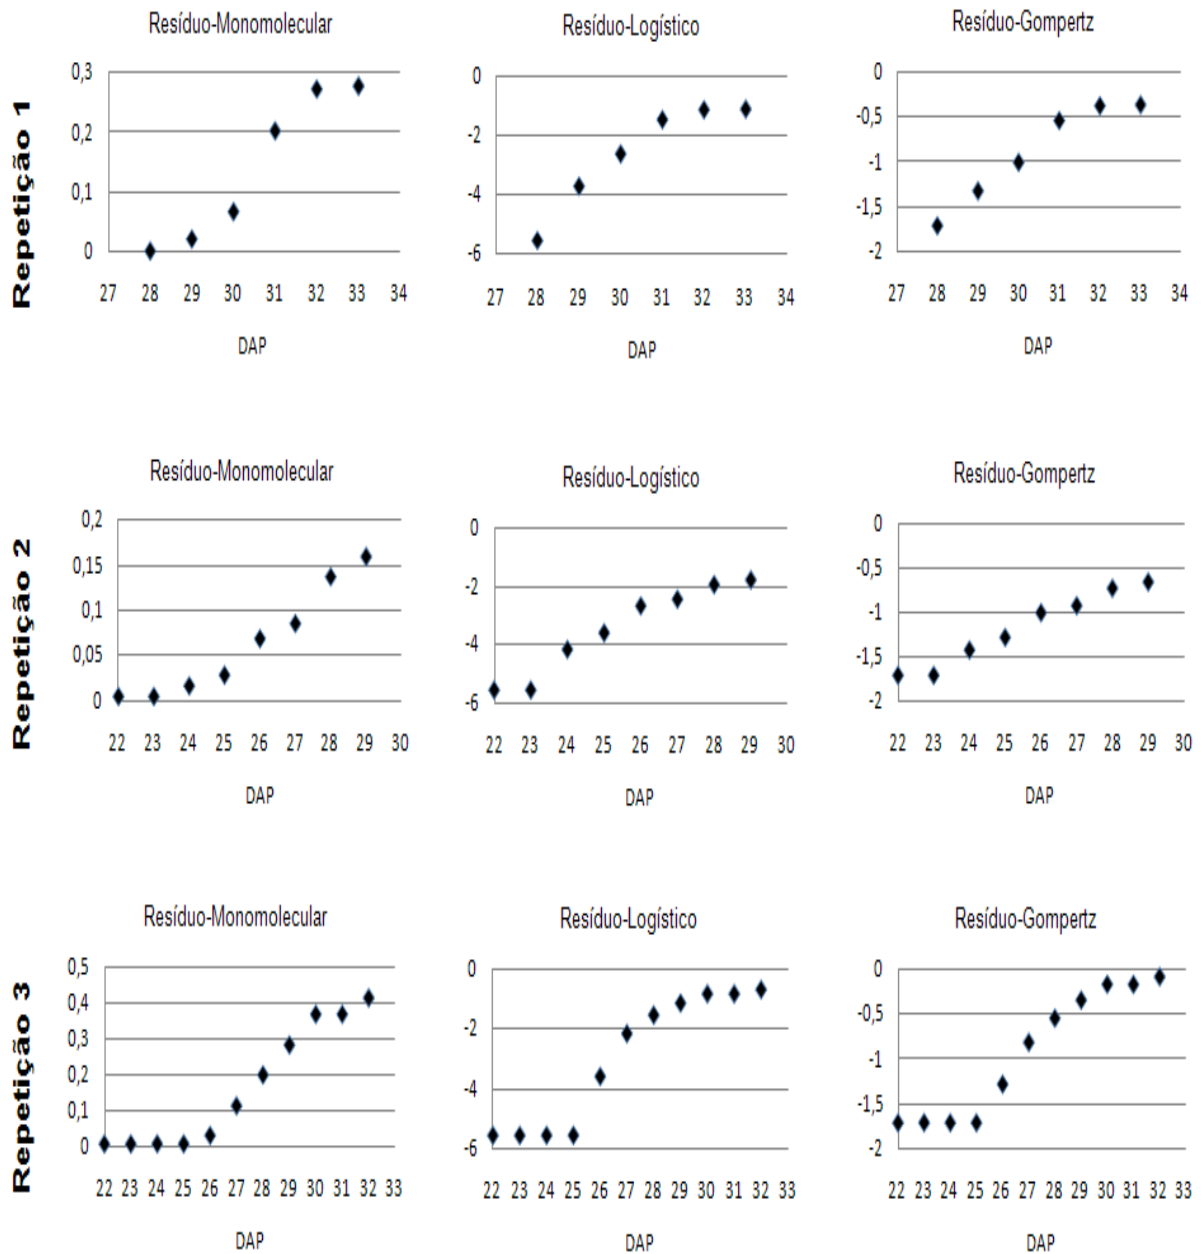 Repetição 1
Resíduo-Monomolecular
0,3
0,2
0,1
0
27 28 29 30 31 32 33 34
DAP
Resíduo-Logístico
0
-2
-4
-6
27 28 29 30 31 32 33 34
DAP
Resíduo-Gompertz
0
-0,5
-1
-1,5
-2
27 28 29 30 31 32 33 34
DAP
Repetição 2
Resíduo-Monomolecular
0,2
0,15
0,1
0,05
0
22 23 24 25 26 27 28 29 30
DAP
Resíduo-Logístico
0
-2
-4
-6
22 23 24 25 26 27 28 29 30
DAP
Resíduo-Gompertz
0
-0,5
-1
-1,5
-2
22 23 24 25 26 27 28 29 30
DAP
Repetição 3
Resíduo-Monomolecular
0,5
0,4
0,3
0,2
0,1
0
22 23 24 25 26 27 28 29 30 31 32 33
DAP
Resíduo-Logístico
0
-2
-4
-6
22 23 24 25 26 27 28 29 30 31 32 33
DAP
Resíduo-Gompertz
0
-0,5
-1
-1,5
-2
22 23 24 25 26 27 28 29 30 31 32 33
DAP